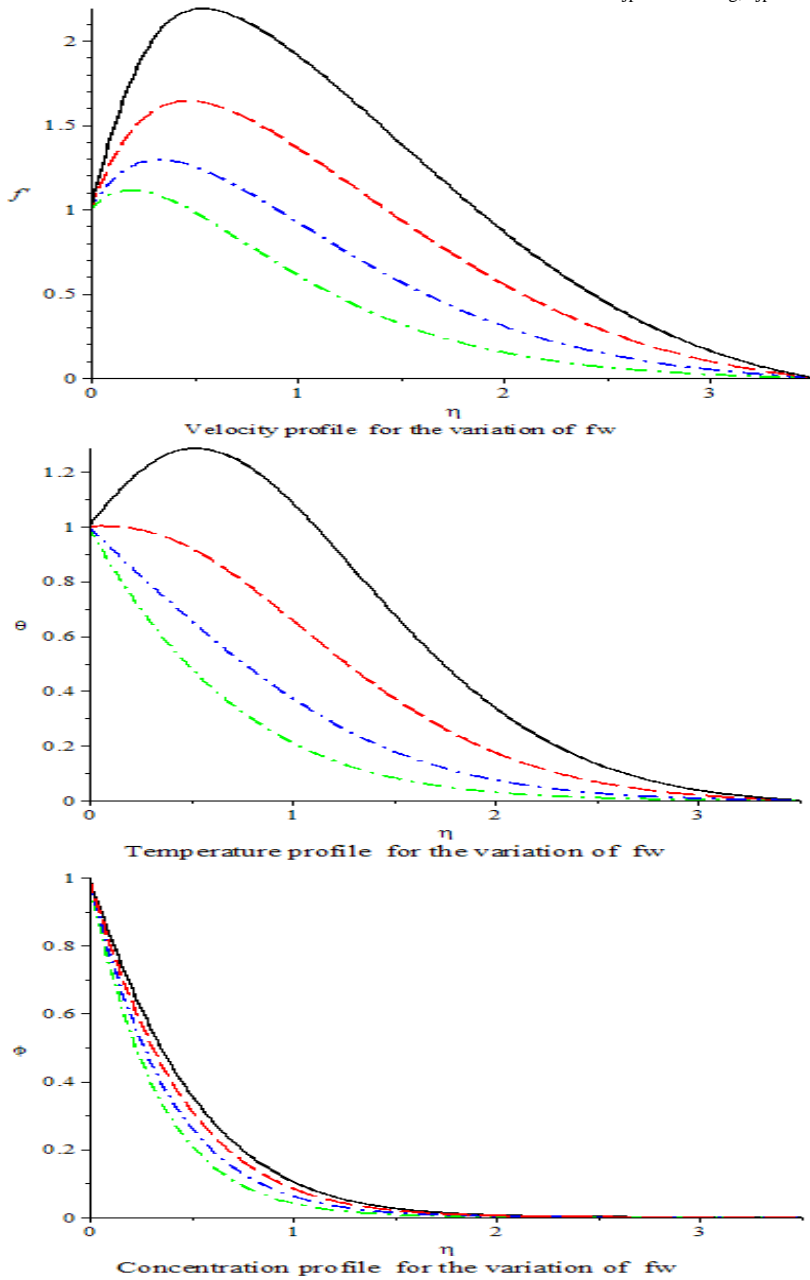 2
1.5
f'
1
0.5
0
0 1 2 3
η
Velocity profile for the variation of fw
1.2
1
0.8
θ
0.6
0.4
0.2
0
0 1 2 3
η
Temperature profile for the variation of fw
1
0.8
0.6
0.4
0.2
0
0 1 2 3
η
Concentration profile for the variation of fw